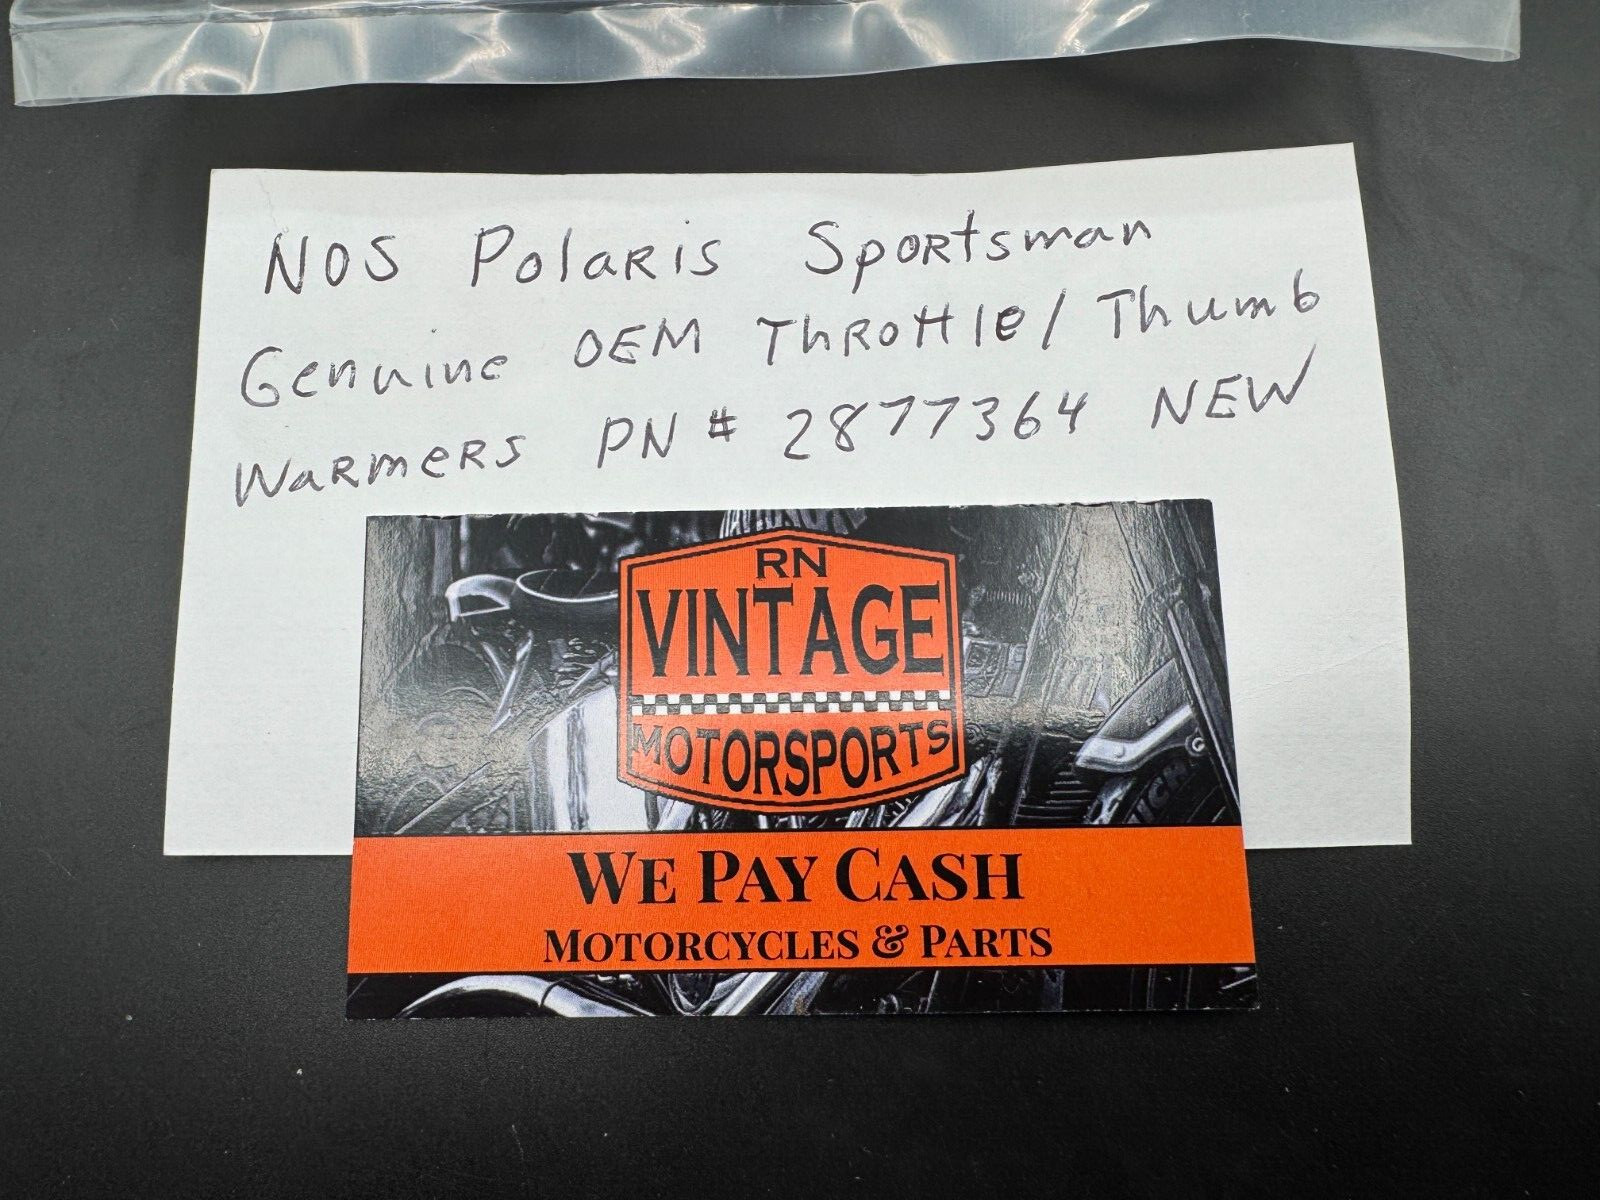 NOS Polaris Sportsman
Genuine OEM Throttle/Thumb
Warmers PN# 2877364 NEW
RN
VINTAGE
MOTORSPORTS
WE PAY CASH
MOTORCYCLES & PARTS